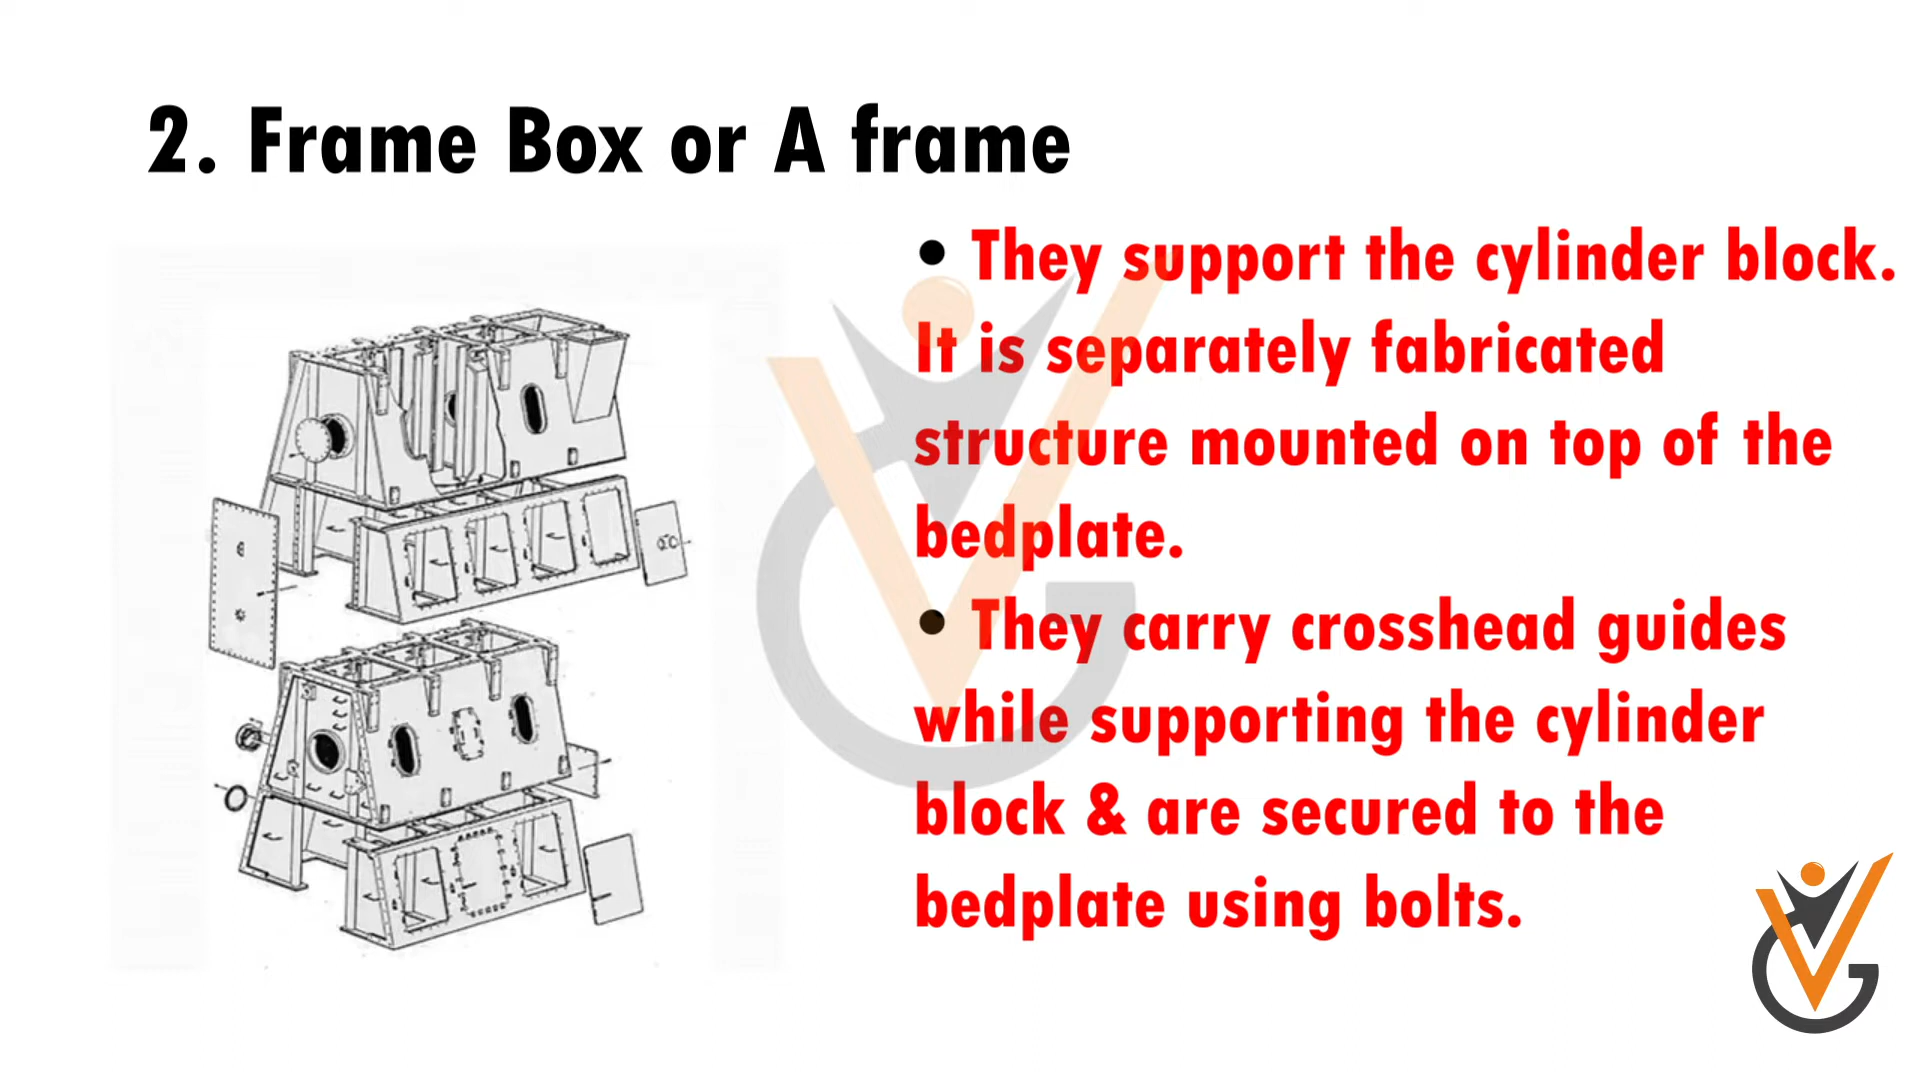 2. Frame Box or A frame
• They support the cylinder block.
It is separately fabricated
structure mounted on top of the
bedplate.
• They carry crosshead guides
while supporting the cylinder
block & are secured to the
bedplate using bolts.